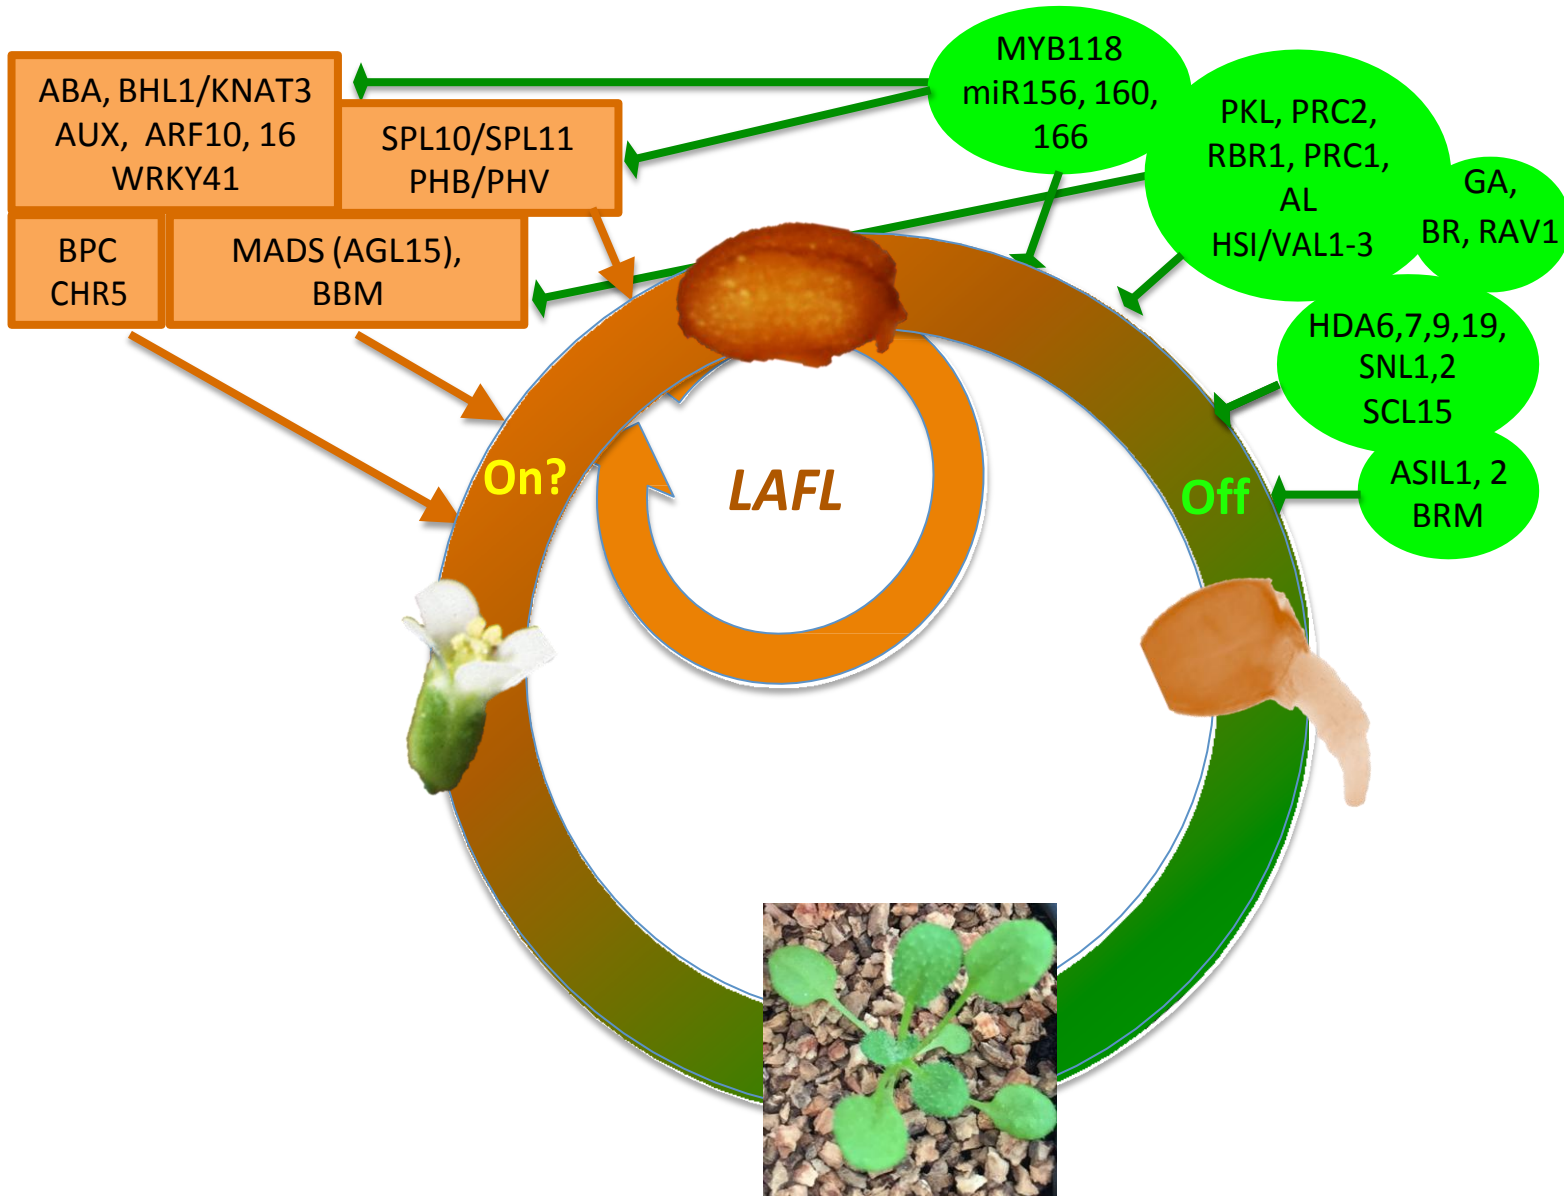 ABA, BHL1/KNAT3
AUX, ARF10, 16
WRKY41
SPL10/SPL11
PHB/PHV
BPC
CHR5
MADS (AGL15),
BBM
MYB118
miR156, 160,
166
PKL, PRC2,
RBR1, PRC1,
AL
HSI/VAL1-3
GA,
BR, RAV1
HDA6,7,9,19,
SNL1,2
SCL15
ASIL1, 2
BRM
On?
LAFL
Off